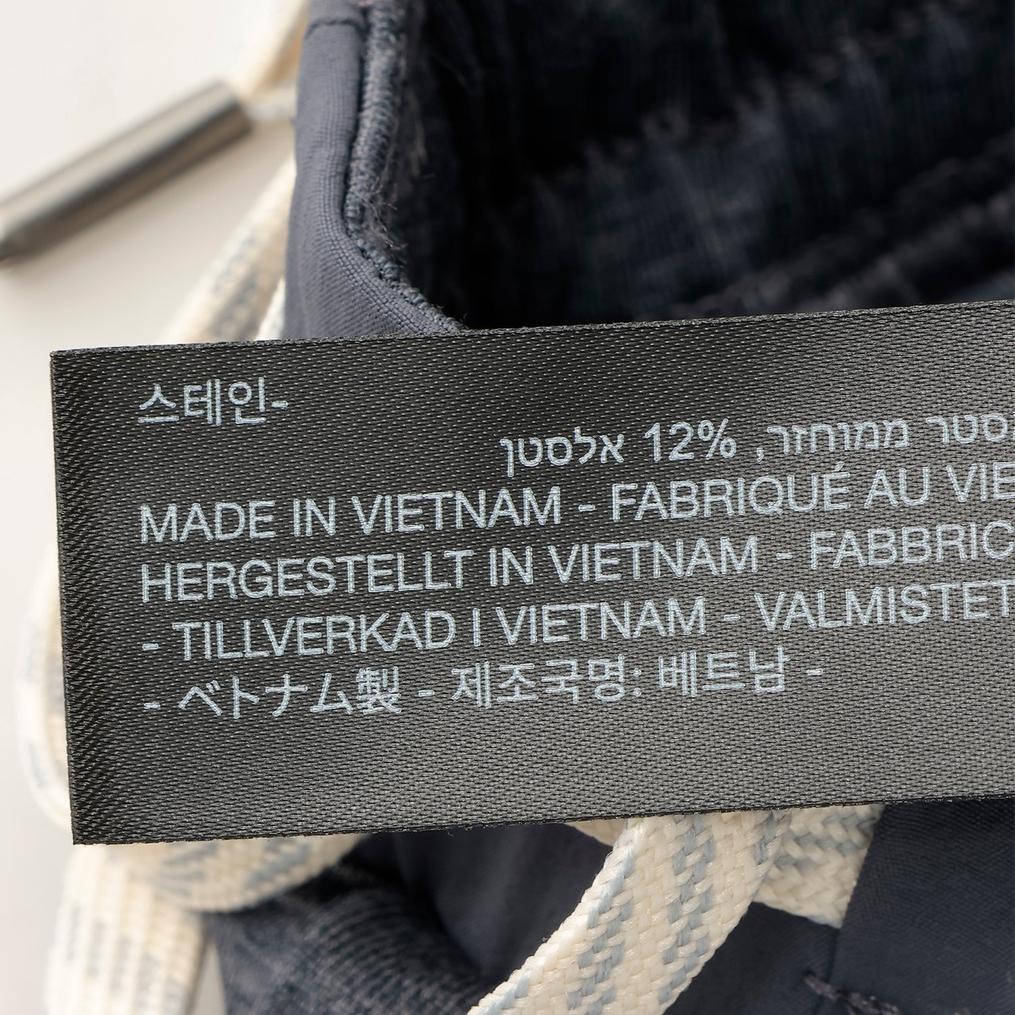 스테인-
סטר ממוחזר, 12% אלסטן
MADE IN VIETNAM - FABRIQUÉ AU VIE
HERGESTELLT IN VIETNAM - FABBRIC
- TILLVERKAD I VIETNAM - VALMISTET
- ベトナム製 - 제조국명: 베트남 -